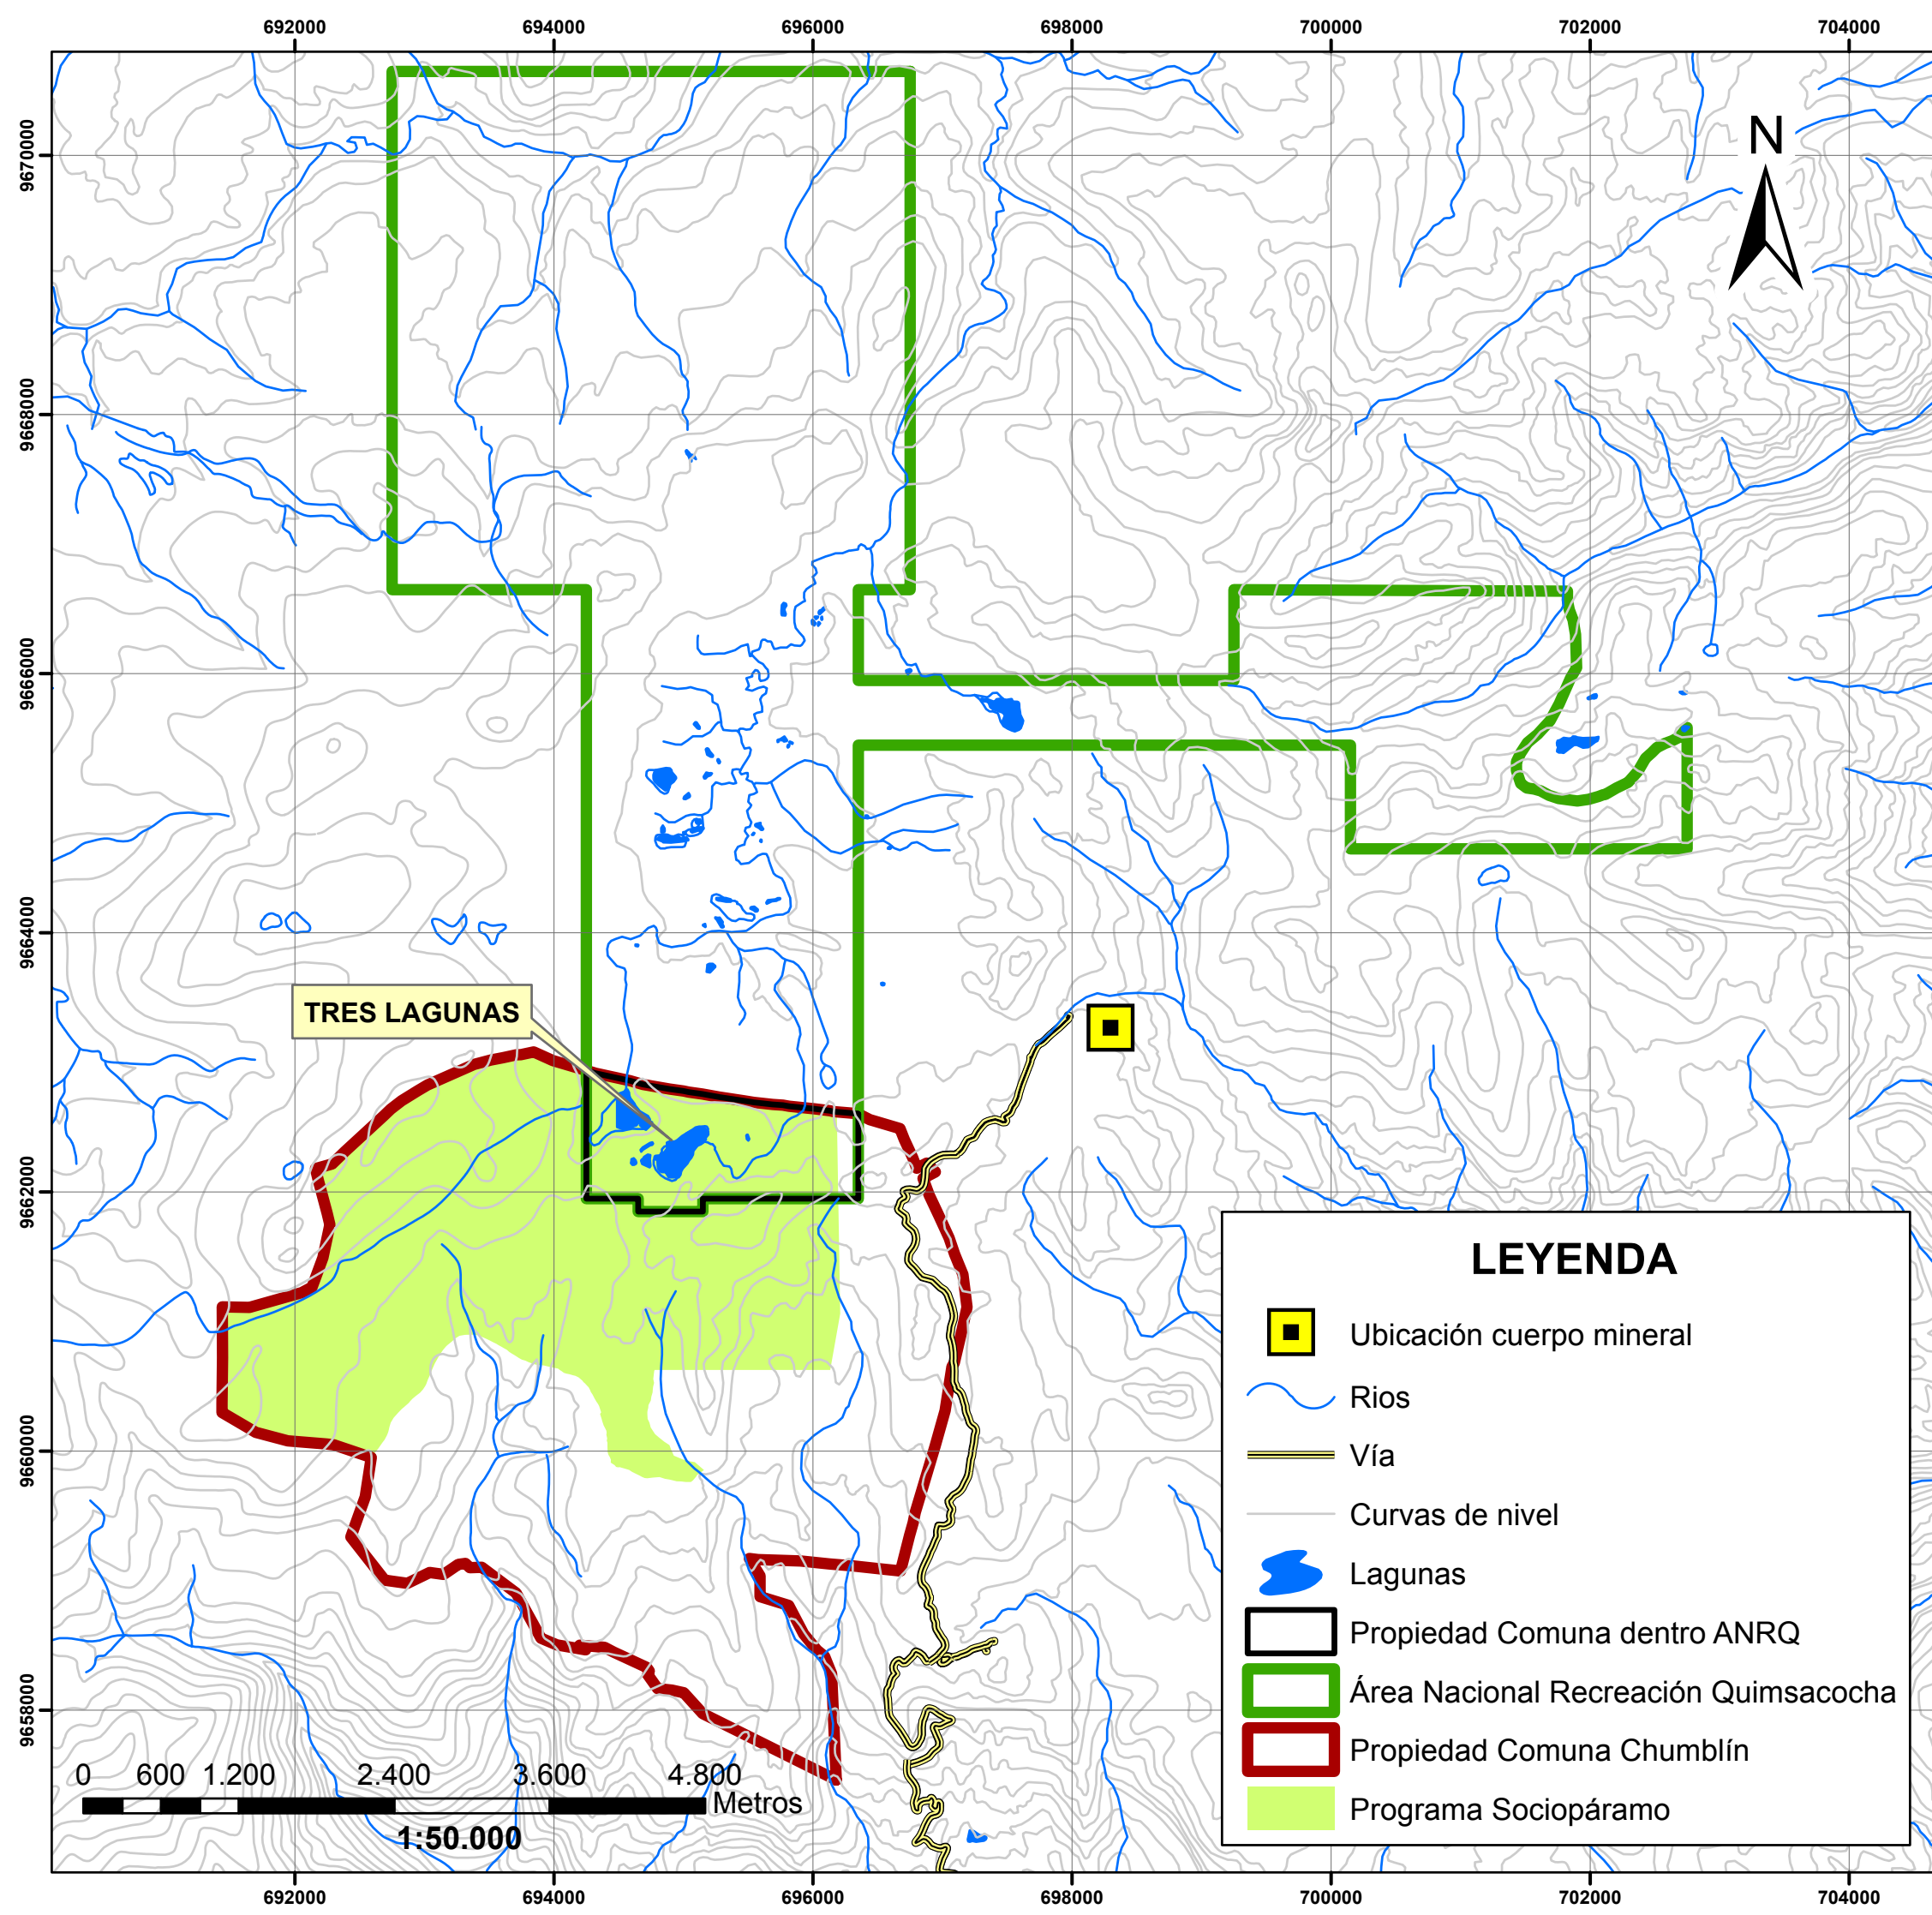 692000 694000 696000 698000 700000 702000 704000
9670000
9668000
9666000
9664000
9662000
9660000
9658000
N
TRES LAGUNAS
LEYENDA
Ubicación cuerpo mineral
Rios
Vía
Curvas de nivel
Lagunas
Propiedad Comuna dentro ANRQ
Área Nacional Recreación Quimsacocha
Propiedad Comuna Chumblín
Programa Sociopáramo
0 600 1.200 2.400 3.600 4.800
Metros
1:50.000
692000 694000 696000 698000 700000 702000 704000